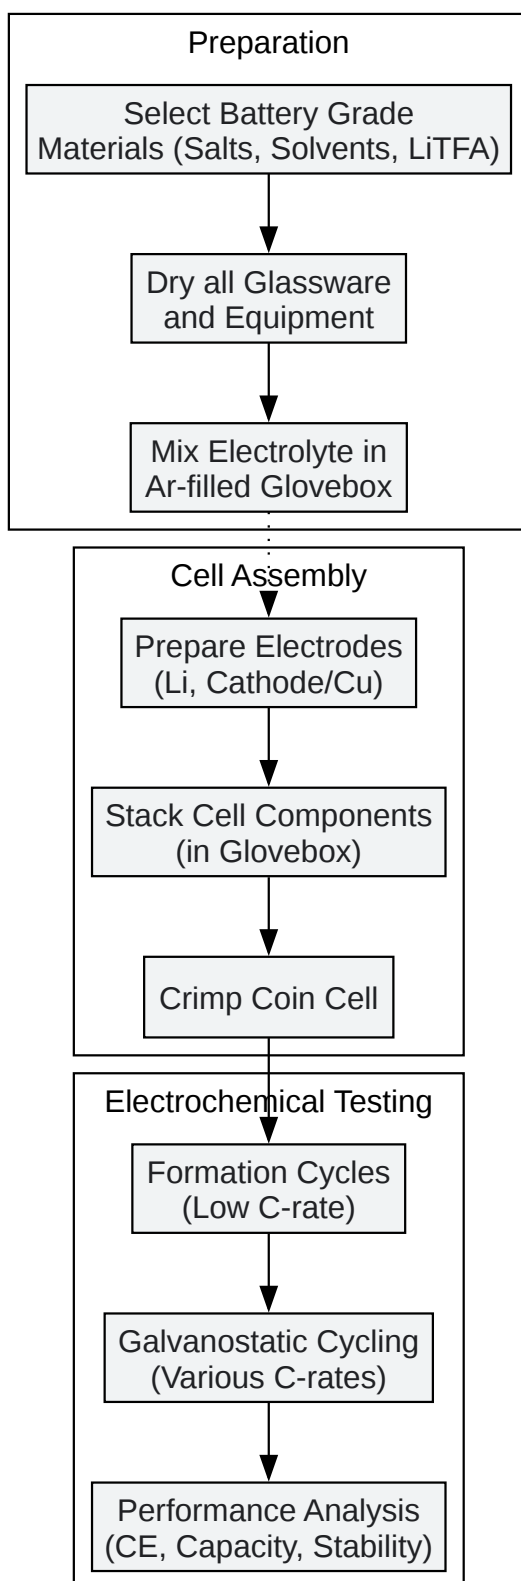 Preparation
Select Battery Grade
Materials (Salts, Solvents, LiTFA)
Dry all Glassware
and Equipment
Mix Electrolyte in
Ar-filled Glovebox
Cell Assembly
Prepare Electrodes
(Li, Cathode/Cu)
Stack Cell Components
(in Glovebox)
Crimp Coin Cell
Electrochemical Testing
Formation Cycles
(Low C-rate)
Galvanostatic Cycling
(Various C-rates)
Performance Analysis
(CE, Capacity, Stability)